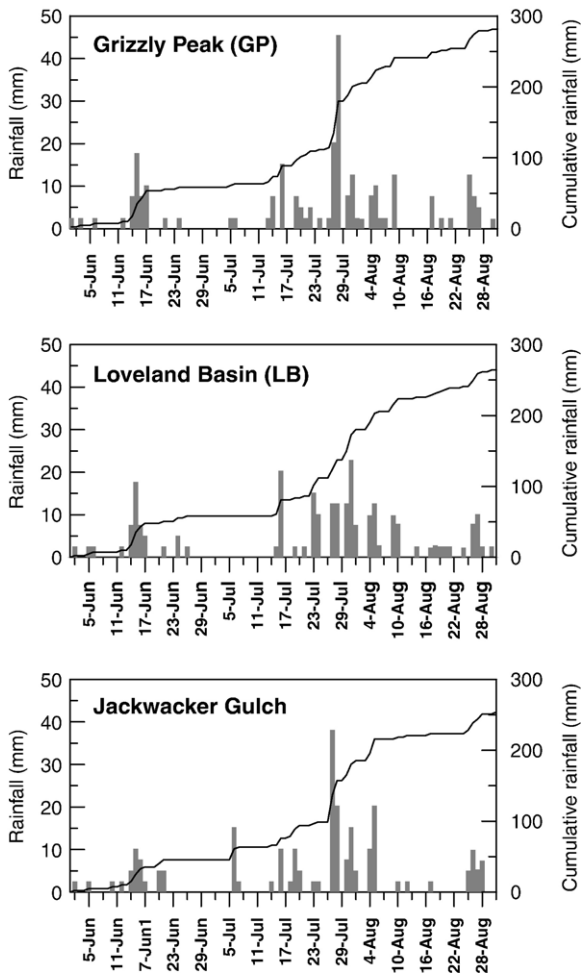 Grizzly Peak (GP)
Rainfall (mm)
50
40
30
20
10
0
Cumulative rainfall (mm)
300
200
100
0
5-Jun
11-Jun
17-Jun
23-Jun
29-Jun
5-Jul
11-Jul
17-Jul
23-Jul
29-Jul
4-Aug
10-Aug
16-Aug
22-Aug
28-Aug
Loveland Basin (LB)
Rainfall (mm)
50
40
30
20
10
0
Cumulative rainfall (mm)
300
200
100
0
5-Jun
11-Jun
17-Jun
23-Jun
29-Jun
5-Jul
11-Jul
17-Jul
23-Jul
29-Jul
4-Aug
10-Aug
16-Aug
22-Aug
28-Aug
Jackwacker Gulch
Rainfall (mm)
50
40
30
20
10
0
Cumulative rainfall (mm)
300
200
100
0
5-Jun
11-Jun
7-Jun1
23-Jun
29-Jun
5-Jul
11-Jul
17-Jul
23-Jul
29-Jul
4-Aug
10-Aug
16-Aug
22-Aug
28-Aug